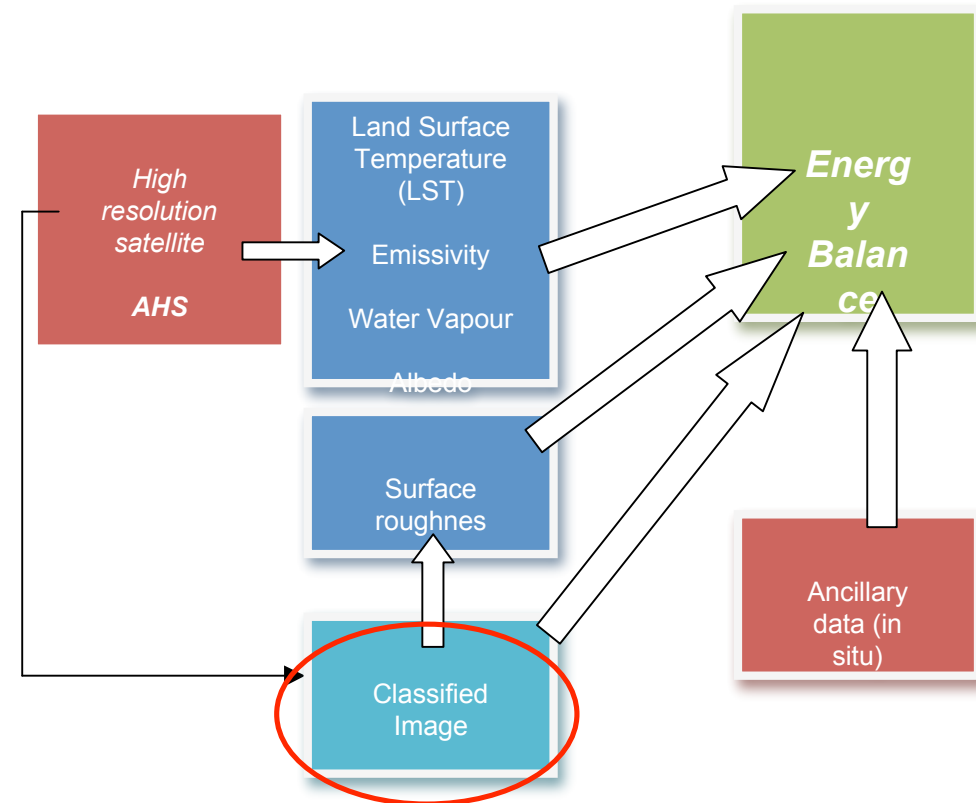 High
resolution
satellite
AHS
Land Surface
Temperature
(LST)
Emissivity
Water Vapour
Albedo
Surface
roughnes
Classified
Image
Energ
y
Balan
ce
Ancillary
data (in
situ)